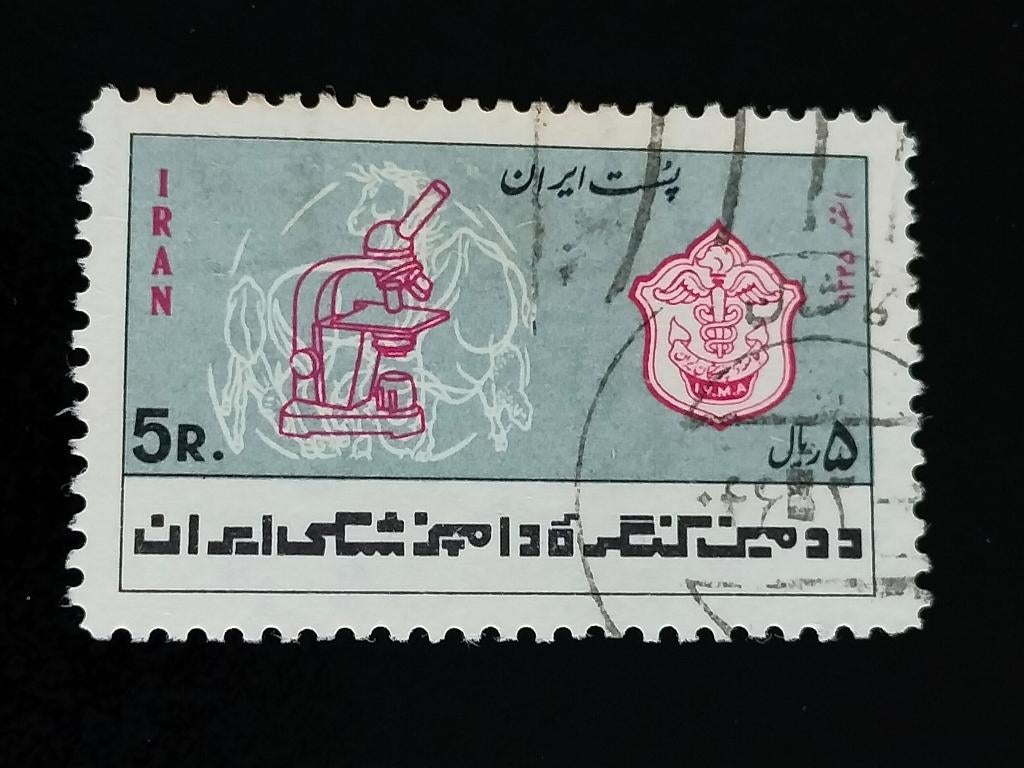 پست ایران
IRAN
I.V.M.A
5R.
۵ ریال
دومین کنگره دامپزشکی ایران